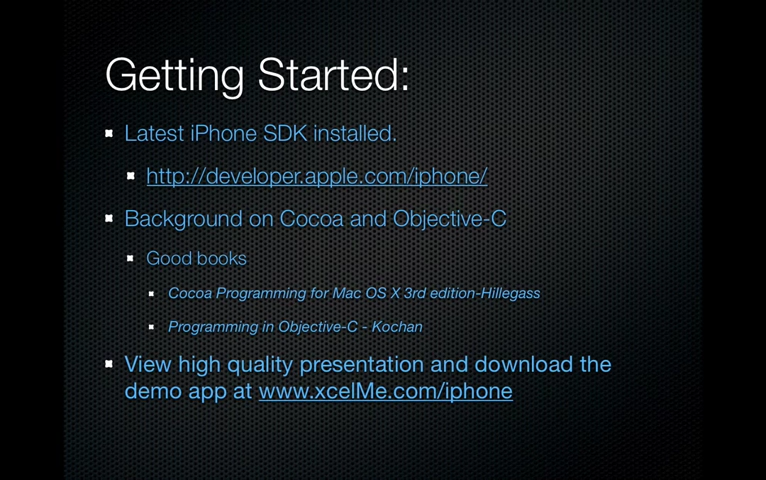 Getting Started:
Latest iPhone SDK installed.
http://developer.apple.com/iphone/
Background on Cocoa and Objective-C
Good books
Cocoa Programming for Mac OS X 3rd edition-Hillegass
Programming in Objective-C - Kochan
View high quality presentation and download the
demo app at www.xcelMe.com/iphone